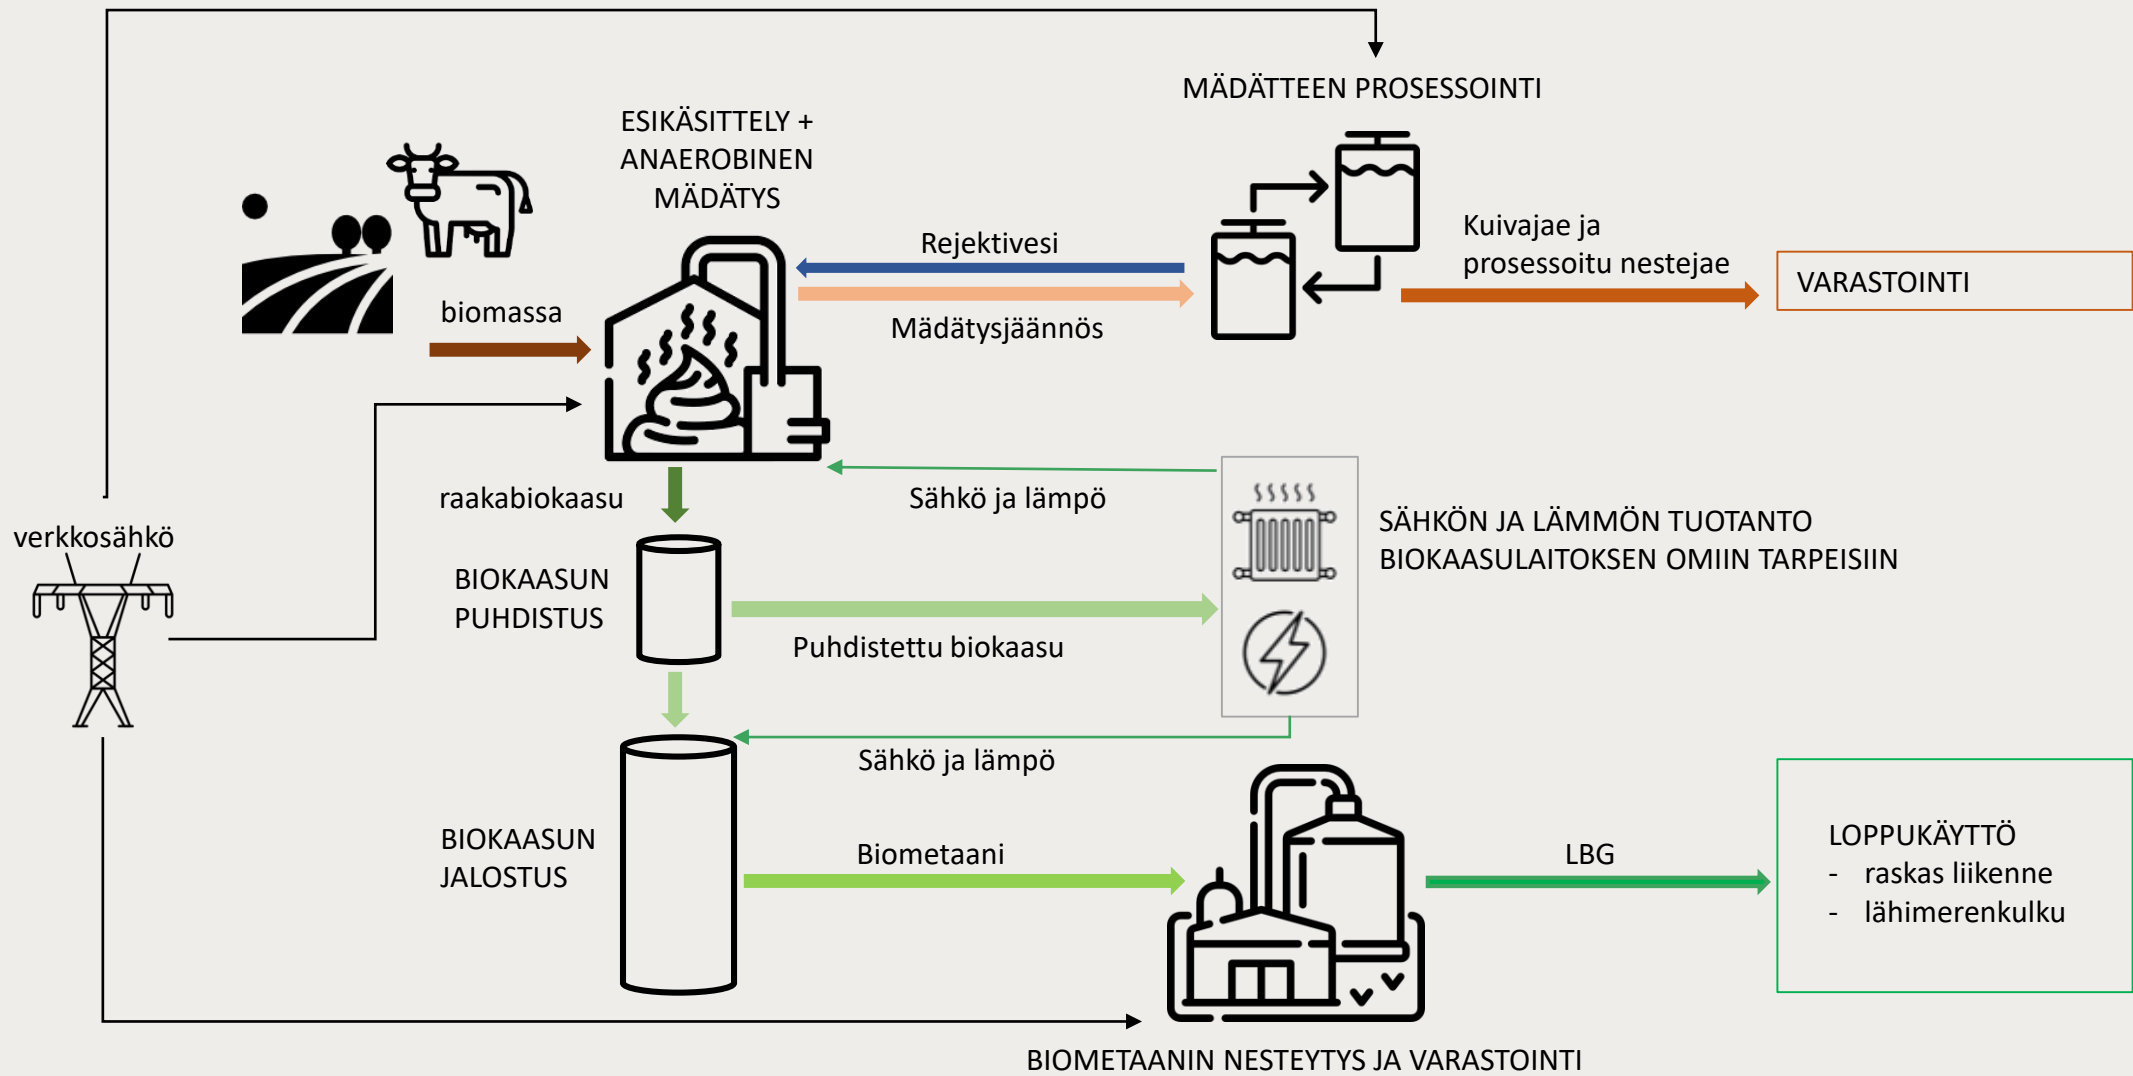 MÄDÄTTEEN PROSESSOINTI
ESIKÄSITTELY +
ANAEROBINEN
MÄDÄTYS
Rejektivesi
Kuivajae ja
prosessoitu nestejae
VARASTOINTI
biomassa
Mädätysjäännös
raakabiokaasu
Sähkö ja lämpö
verkkosähkö
SÄHKÖN JA LÄMMÖN TUOTANTO
BIOKAASULAITOKSEN OMIIN TARPEISIIN
BIOKAASUN
PUHDISTUS
Puhdistettu biokaasu
Sähkö ja lämpö
BIOKAASUN
JALOSTUS
Biometaani
LBG
LOPPUKÄYTTÖ
- raskas liikenne
- lähimerenkulku
BIOMETAANIN NESTEYTYS JA VARASTOINTI